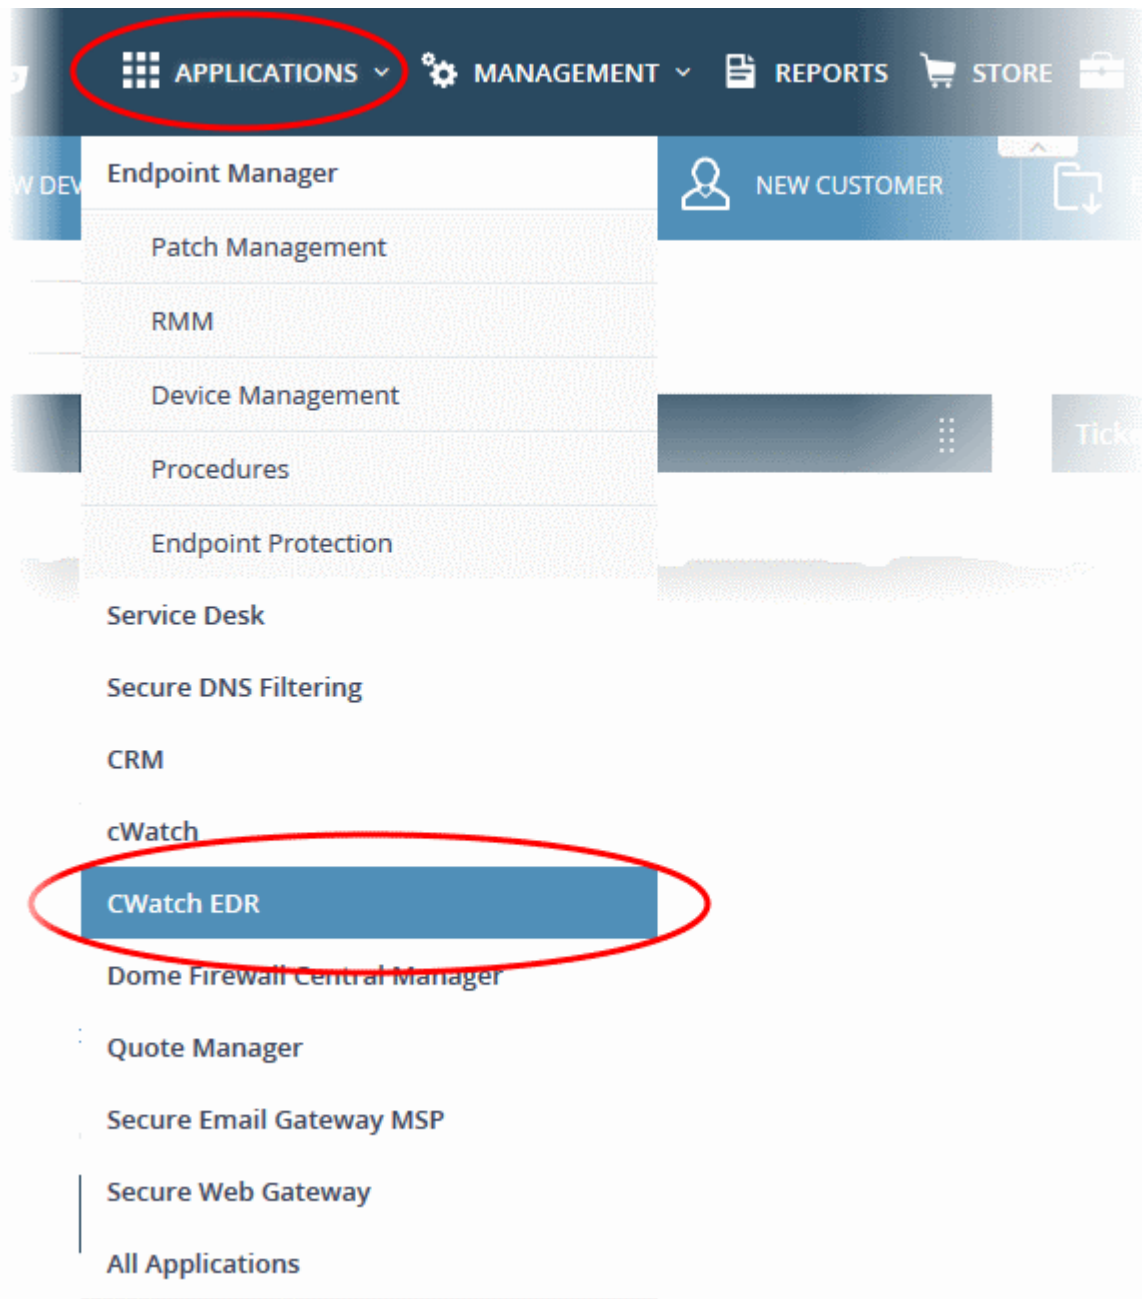 APPLICATIONS MANAGEMENT REPORTS STORE
W DEV
NEW CUSTOMER
Endpoint Manager
Patch Management
RMM
Device Management
Procedures
Endpoint Protection
Ticke
Service Desk
Secure DNS Filtering
CRM
cWatch
CWatch EDR
Dome Firewall Central Manager
Quote Manager
Secure Email Gateway MSP
Secure Web Gateway
All Applications